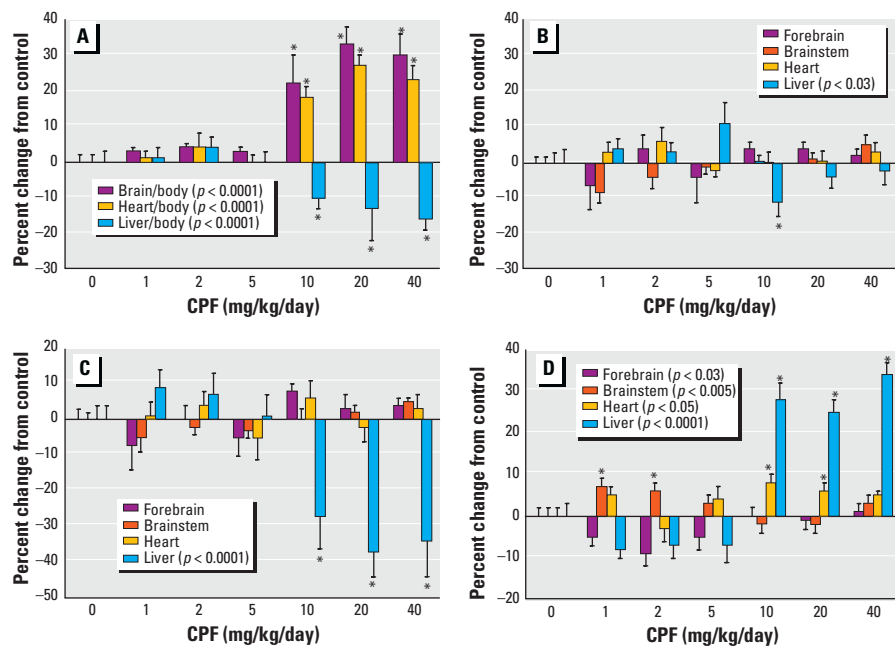 A
Percent change from control
40
30
20
10
0
–10
–20
–30
Brain/body (p < 0.0001)
Heart/body (p < 0.0001)
Liver/body (p < 0.0001)
* * * * * *
* * *
0 1 2 5 10 20 40
CPF (mg/kg/day)
B
Percent change from control
40
30
20
10
0
–10
–20
–30
Forebrain
Brainstem
Heart
Liver (p < 0.03)
*
0 1 2 5 10 20 40
CPF (mg/kg/day)
C
Percent change from control
20
10
0
–10
–20
–30
–40
–50
Forebrain
Brainstem
Heart
Liver (p < 0.0001)
* * *
0 1 2 5 10 20 40
CPF (mg/kg/day)
D
Percent change from control
40
30
20
10
0
–10
–20
Forebrain (p < 0.03)
Brainstem (p < 0.005)
Heart (p < 0.05)
Liver (p < 0.0001)
* * * * * * *
0 1 2 5 10 20 40
CPF (mg/kg/day)